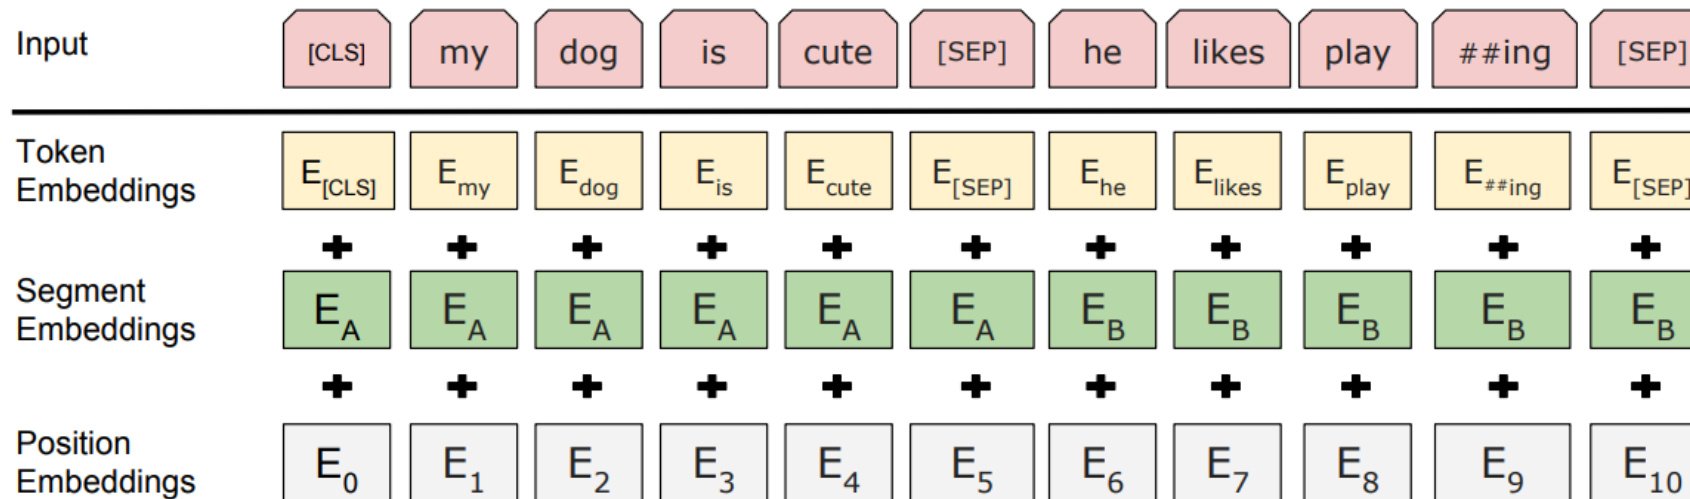 Input [CLS] my dog is cute [SEP] he likes play ##ing [SEP]
Token Embeddings E[CLS] Emy Edog Eis Ecute E[SEP] Ehe Elikes Eplay E##ing E[SEP]
+ + + + + + + + + + +
Segment Embeddings EA EA EA EA EA EA EB EB EB EB EB
+ + + + + + + + + + +
Position Embeddings E0 E1 E2 E3 E4 E5 E6 E7 E8 E9 E10